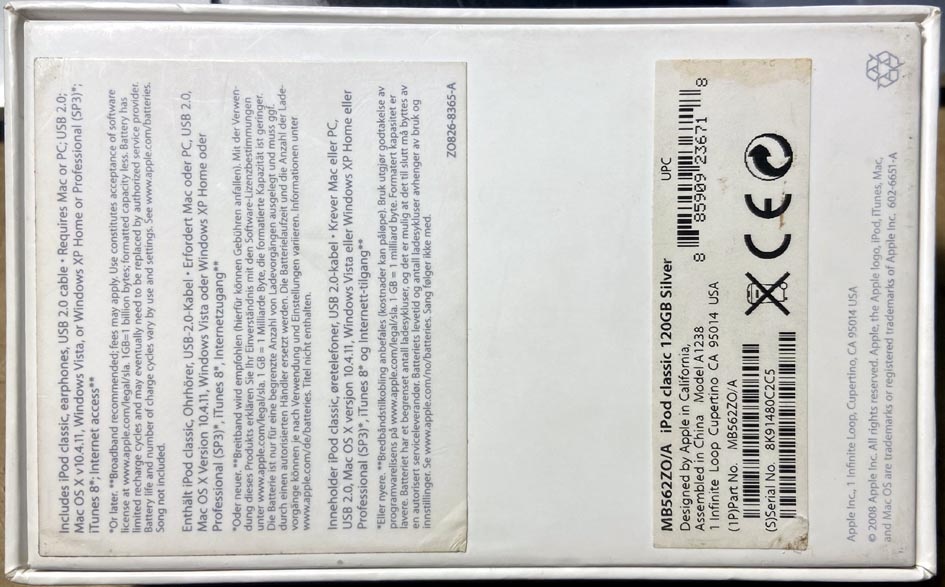 Includes iPod classic, earphones, USB 2.0 cable • Requires Mac or PC; USB 2.0;
Mac OS X v10.4.11, Windows Vista, or Windows XP Home or Professional (SP3)*;
iTunes 8*; Internet access**
*Or later. **Broadband recommended; fees may apply. Use constitutes acceptance of software
license at www.apple.com/legal/sla. 1GB=1 billion bytes; formatted capacity less. Battery has
limited recharge cycles and may eventually need to be replaced by authorized service provider.
Battery life and number of charge cycles vary by use and settings. See www.apple.com/batteries.
Song not included.
Enthält iPod classic, Ohrhörer, USB-2.0-Kabel • Erfordert Mac oder PC, USB 2.0,
Mac OS X Version 10.4.11, Windows Vista oder Windows XP Home oder
Professional (SP3)*, iTunes 8*, Internetzugang**
*Oder neuer. **Breitband wird empfohlen (hierfür können Gebühren anfallen). Mit der Verwen-
dung dieses Produkts erklären Sie Ihr Einverständnis mit den Software-Lizenzbestimmungen
unter www.apple.com/legal/sla. 1 GB = 1 Milliarde Byte, die formatierte Kapazität ist geringer.
Die Batterie ist nur für eine begrenzte Anzahl von Ladevorgängen ausgelegt und muss ggf.
durch einen autorisierten Händler ersetzt werden. Die Batterielaufzeit und die Anzahl der Lade-
vorgänge können je nach Verwendung und Einstellungen variieren. Informationen unter
www.apple.com/de/batteries. Titel nicht enthalten.
Inneholder iPod classic, øretelefoner, USB 2.0-kabel • Krever Mac eller PC,
USB 2.0, Mac OS X versjon 10.4.11, Windows Vista eller Windows XP Home eller
Professional (SP3)*, iTunes 8* og Internett-tilgang**
*Eller nyere. **Bredbåndstilkobling anbefales (kostnader kan påløpe). Bruk utgjør godtakelse av
programvarelisens på www.apple.com/legal/sla. 1 GB = 1 milliard byte. Formatert kapasitet er
lavere. Batteriet har et begrenset antall ladesykluser, og det er mulig at det til slutt må byttes av
en autorisert serviceleverandør. Batteriets levetid og antall ladesykluser avhenger av bruk og
innstillinger. Se www.apple.com/no/batteries. Sang følger ikke med.
ZO826-8365-A
MB562ZO/A iPod classic 120GB Silver
Designed by Apple in California,
Assembled in China Model A1238
1 Infinite Loop Cupertino CA 95014 USA
(1P)Part No. MB562ZO/A
(S)Serial No. 8K91480C2C5
UPC
8 85909 23671 8
CE
Apple Inc., 1 Infinite Loop, Cupertino, CA 95014 USA
© 2008 Apple Inc. All rights reserved. Apple, the Apple logo, iPod, iTunes, Mac,
and Mac OS are trademarks or registered trademarks of Apple Inc. 602-6651-A